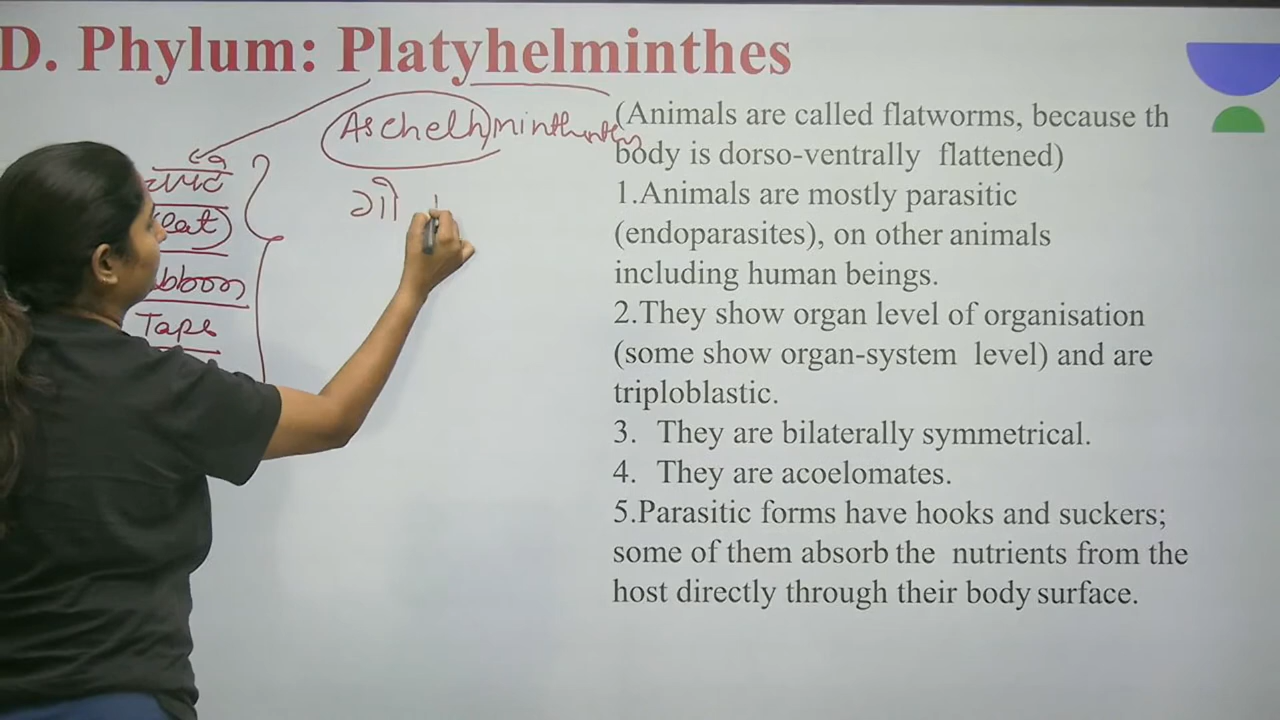 D. Phylum: Platyhelminthes
Aschelhminthenthes
Tape
(Animals are called flatworms, because th
body is dorso-ventrally flattened)
1.Animals are mostly parasitic
(endoparasites), on other animals
including human beings.
2.They show organ level of organisation
(some show organ-system level) and are
triploblastic.
3. They are bilaterally symmetrical.
4. They are acoelomates.
5.Parasitic forms have hooks and suckers;
some of them absorb the nutrients from the
host directly through their body surface.